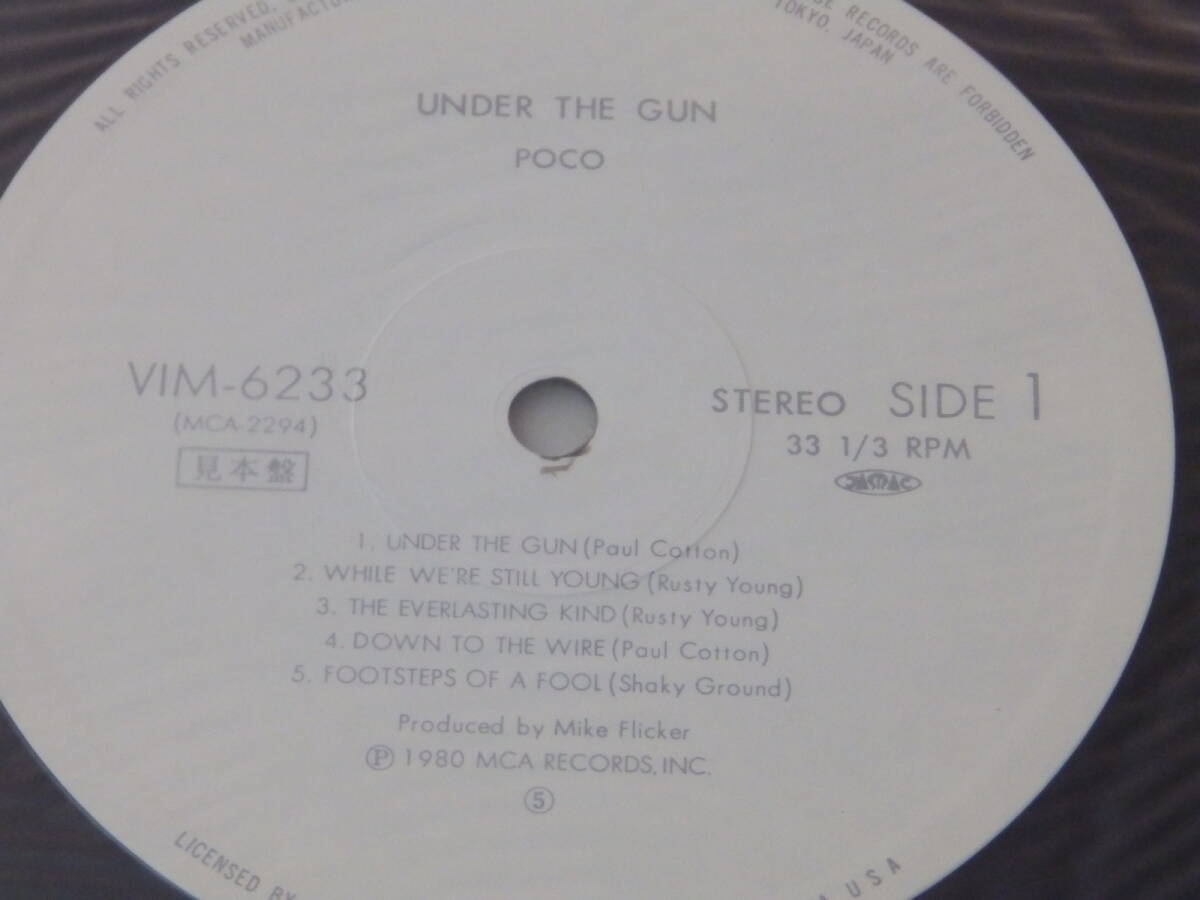 ALL RIGHTS RESERVED,
MANUFACTUR
RECORDS ARE FORBIDDEN
TOKYO, JAPAN
UNDER THE GUN
POCO
VIM-6233
(MCA-2294)
見本盤
STEREO SIDE 1
33 1/3 RPM
JASRAC
1. UNDER THE GUN (Paul Cotton)
2. WHILE WE'RE STILL YOUNG (Rusty Young)
3. THE EVERLASTING KIND (Rusty Young)
4. DOWN TO THE WIRE (Paul Cotton)
5. FOOTSTEPS OF A FOOL (Shaky Ground)
Produced by Mike Flicker
Ⓟ 1980 MCA RECORDS, INC.
⑤
LICENSED BY
USA